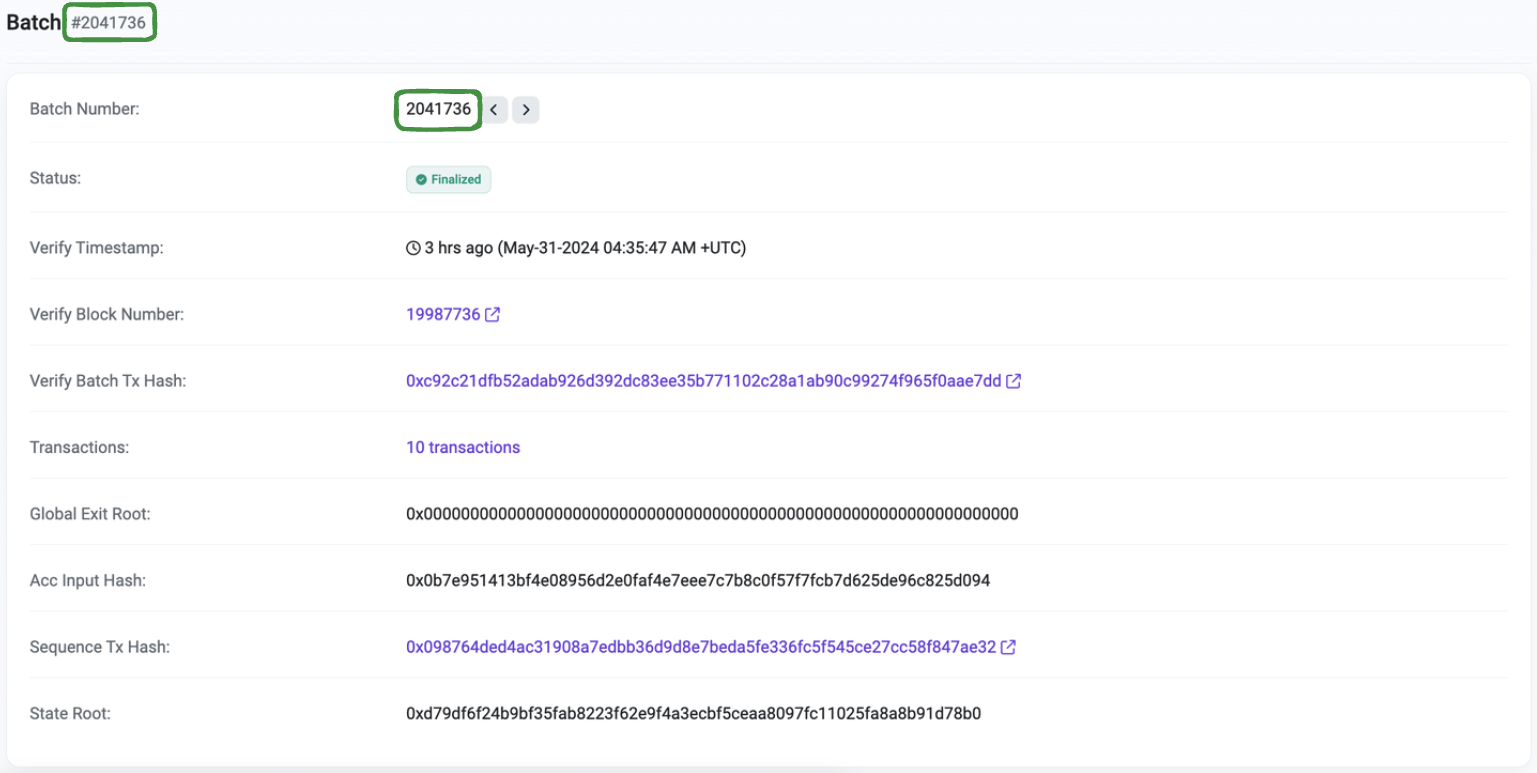 Batch #2041736
Batch Number: 2041736
Status: Finalized
Verify Timestamp: 3 hrs ago (May-31-2024 04:35:47 AM +UTC)
Verify Block Number: 19987736
Verify Batch Tx Hash: 0xc92c21dfb52adab926d392dc83ee35b771102c28a1ab90c99274f965f0aae7dd
Transactions: 10 transactions
Global Exit Root: 0x0000000000000000000000000000000000000000000000000000000000000000
Acc Input Hash: 0x0b7e951413bf4e08956d2e0faf4e7eee7c7b8c0f57f7fcb7d625de96c825d094
Sequence Tx Hash: 0x098764ded4ac31908a7edbb36d9d8e7beda5fe336fc5f545ce27cc58f847ae32
State Root: 0xd79df6f24b9bf35fab8223f62e9f4a3ecbf5ceaa8097fc11025fa8a8b91d78b0